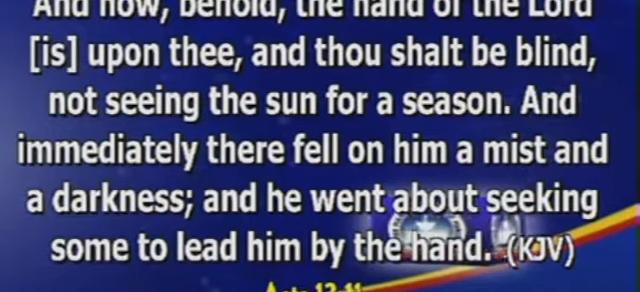 And now, behold, the hand of the Lord
[is] upon thee, and thou shalt be blind,
not seeing the sun for a season. And
immediately there fell on him a mist and
a darkness; and he went about seeking
some to lead him by the hand. (KJV)
Acts 13:11